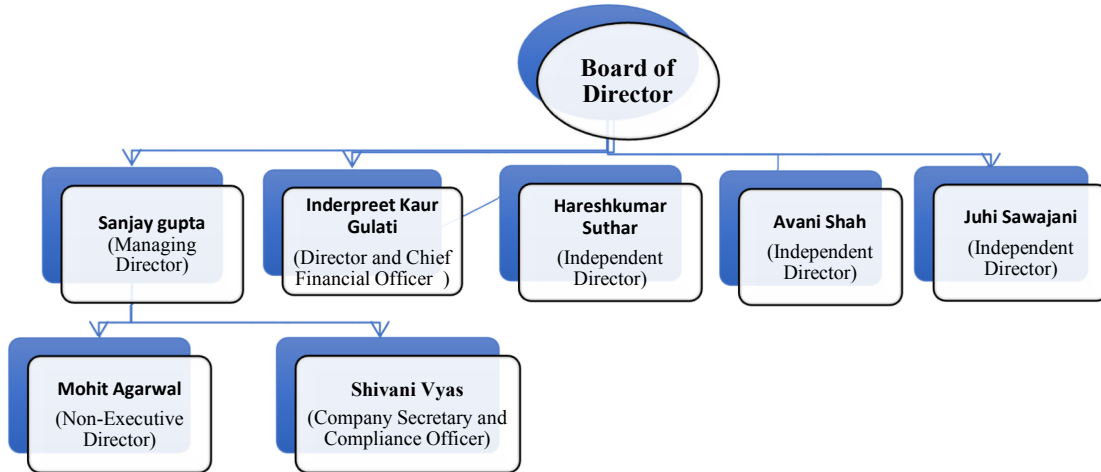 Board of
Director
Sanjay gupta
(Managing
Director)
Inderpreet Kaur
Gulati
(Director and Chief
Financial Officer )
Hareshkumar
Suthar
(Independent
Director)
Avani Shah
(Independent
Director)
Juhi Sawajani
(Independent
Director)
Mohit Agarwal
(Non-Executive
Director)
Shivani Vyas
(Company Secretary and
Compliance Officer)